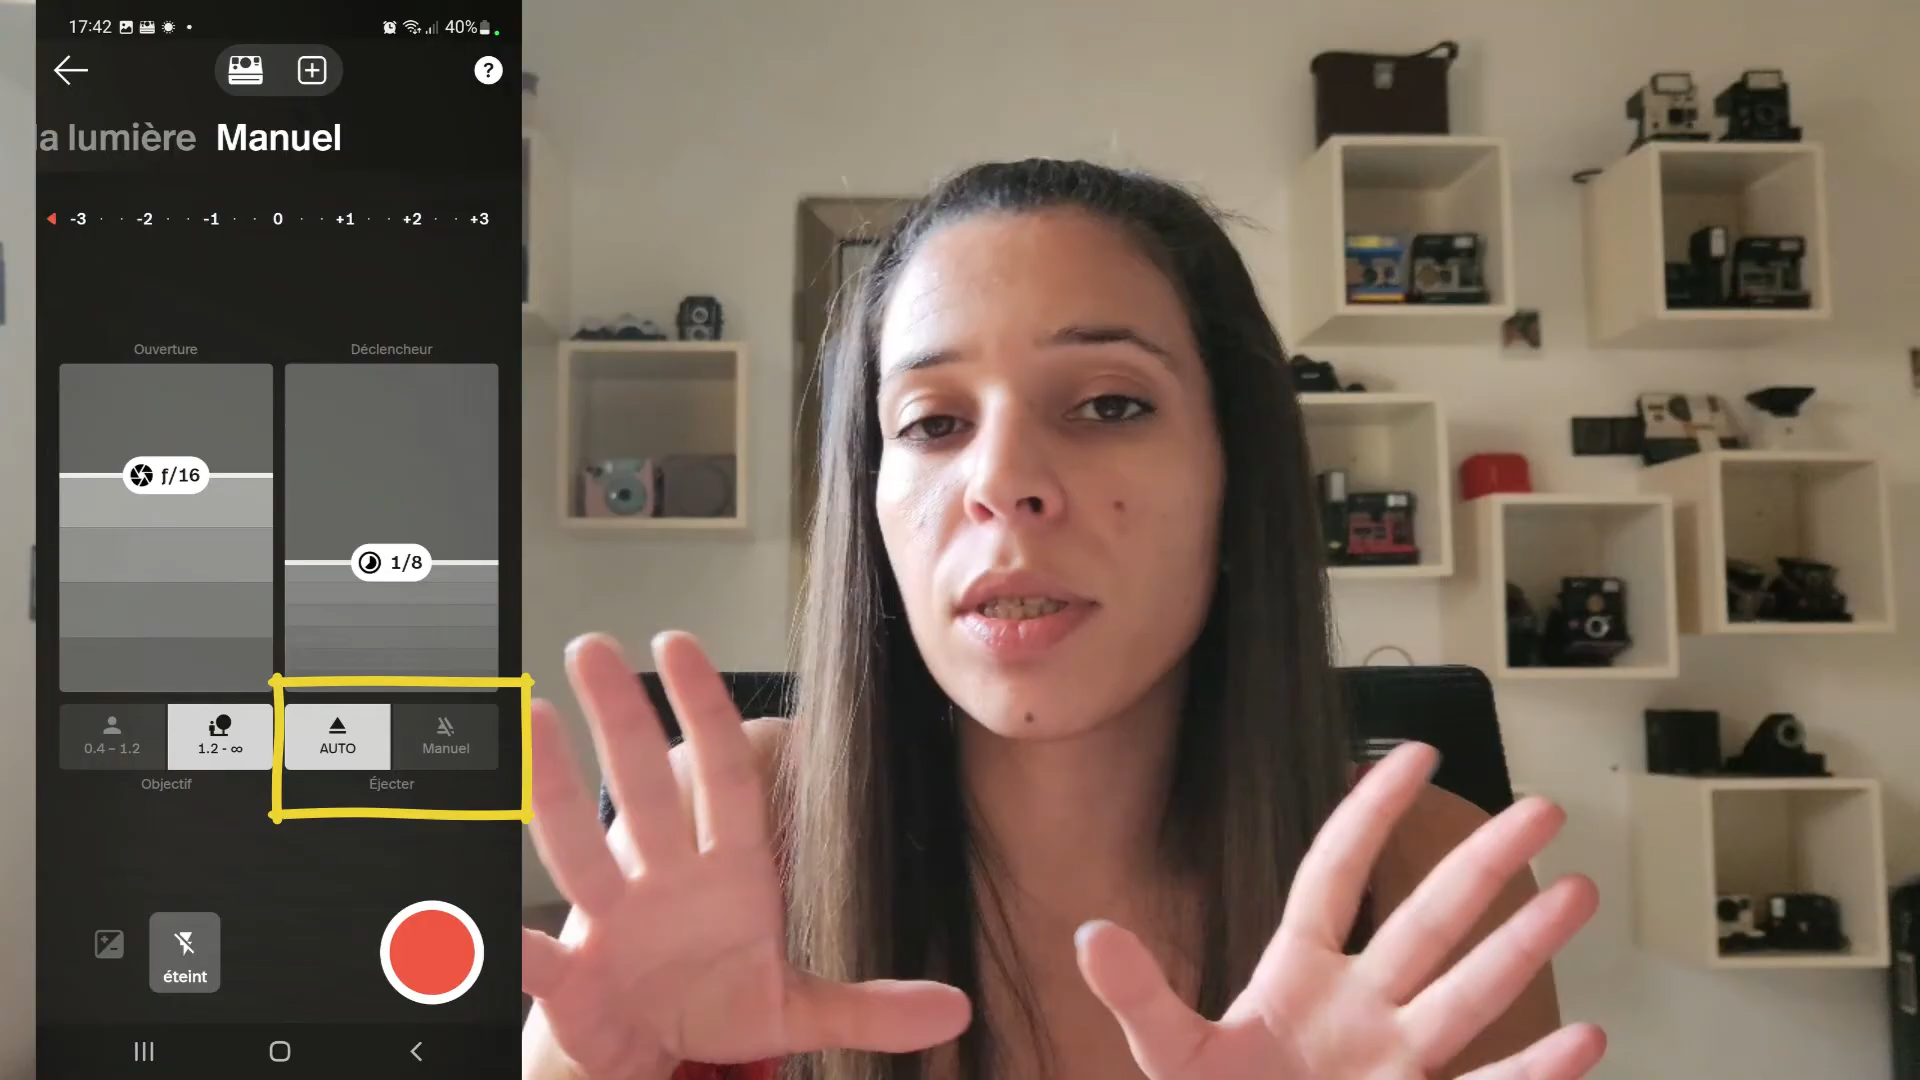 17:42
40%
?
la lumière Manuel
-3 · · -2 · · -1 · · 0 · · +1 · · +2 · · +3
Ouverture
Déclencheur
f/16
1/8
0.4 – 1.2
1.2 - ∞
AUTO
Manuel
Objectif
Éjecter
éteint